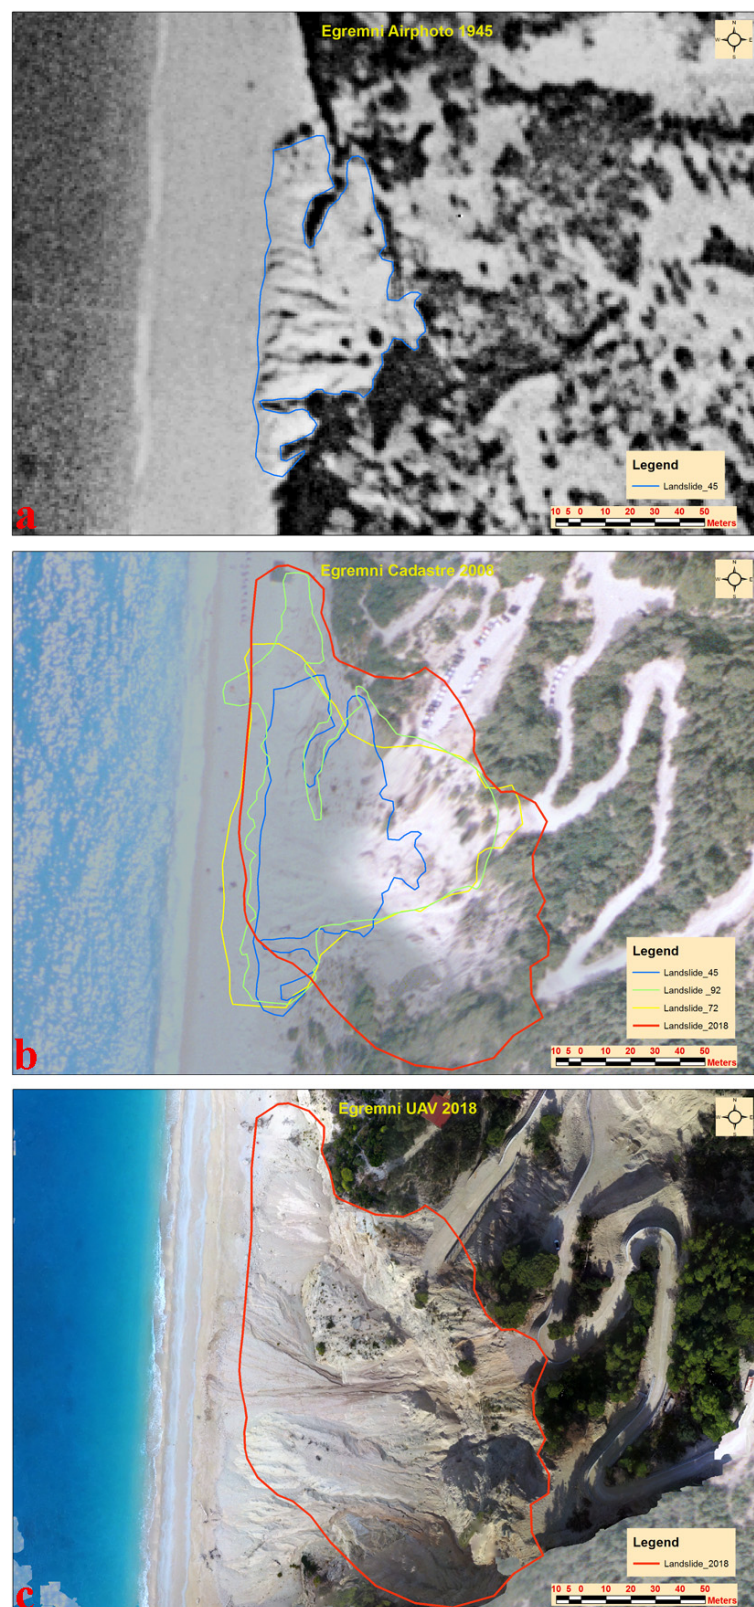 Egremni Airphoto 1945
N
W E
S
Legend
Landslide_45
10 5 0 10 20 30 40 50
Meters
a
Egremni Cadastre 2008
N
W E
S
Legend
Landslide_45
Landslide _92
Landslide_72
Landslide_2018
10 5 0 10 20 30 40 50
Meters
b
Egremni UAV 2018
N
W E
S
Legend
Landslide_2018
10 5 0 10 20 30 40 50
Meters
c